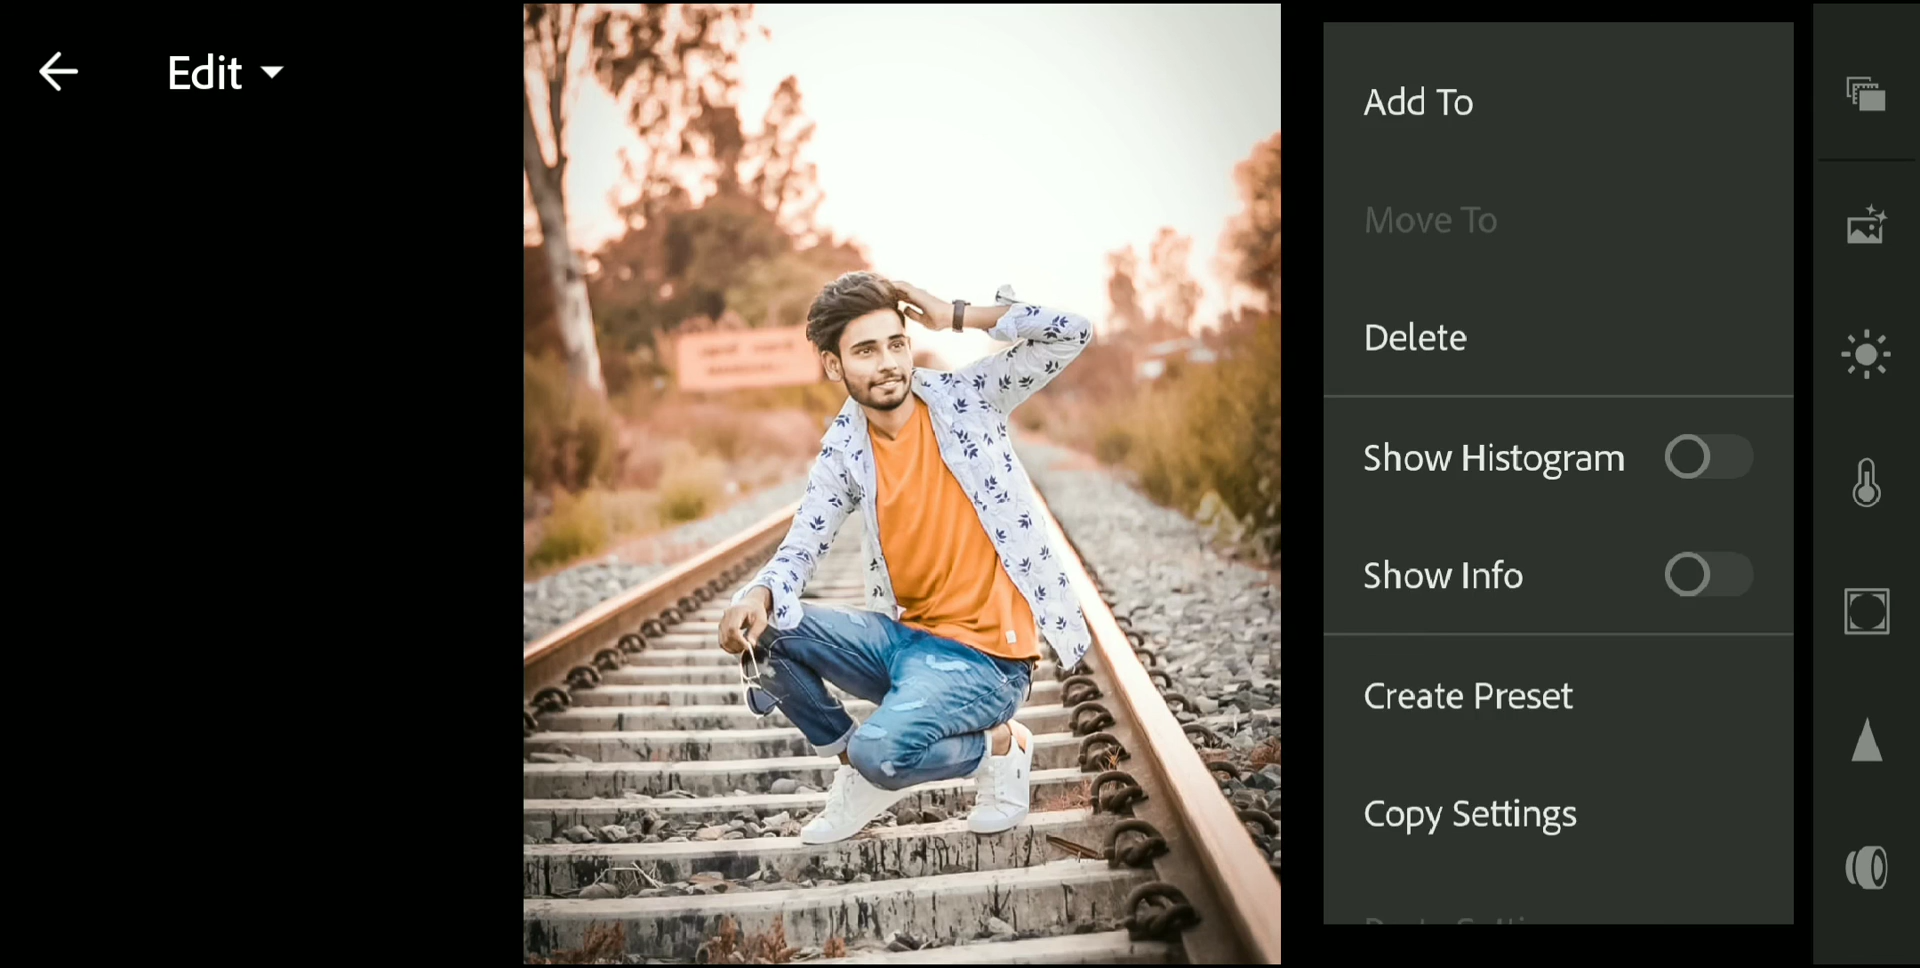 Edit
Add To
Move To
Delete
Show Histogram
Show Info
Create Preset
Copy Settings